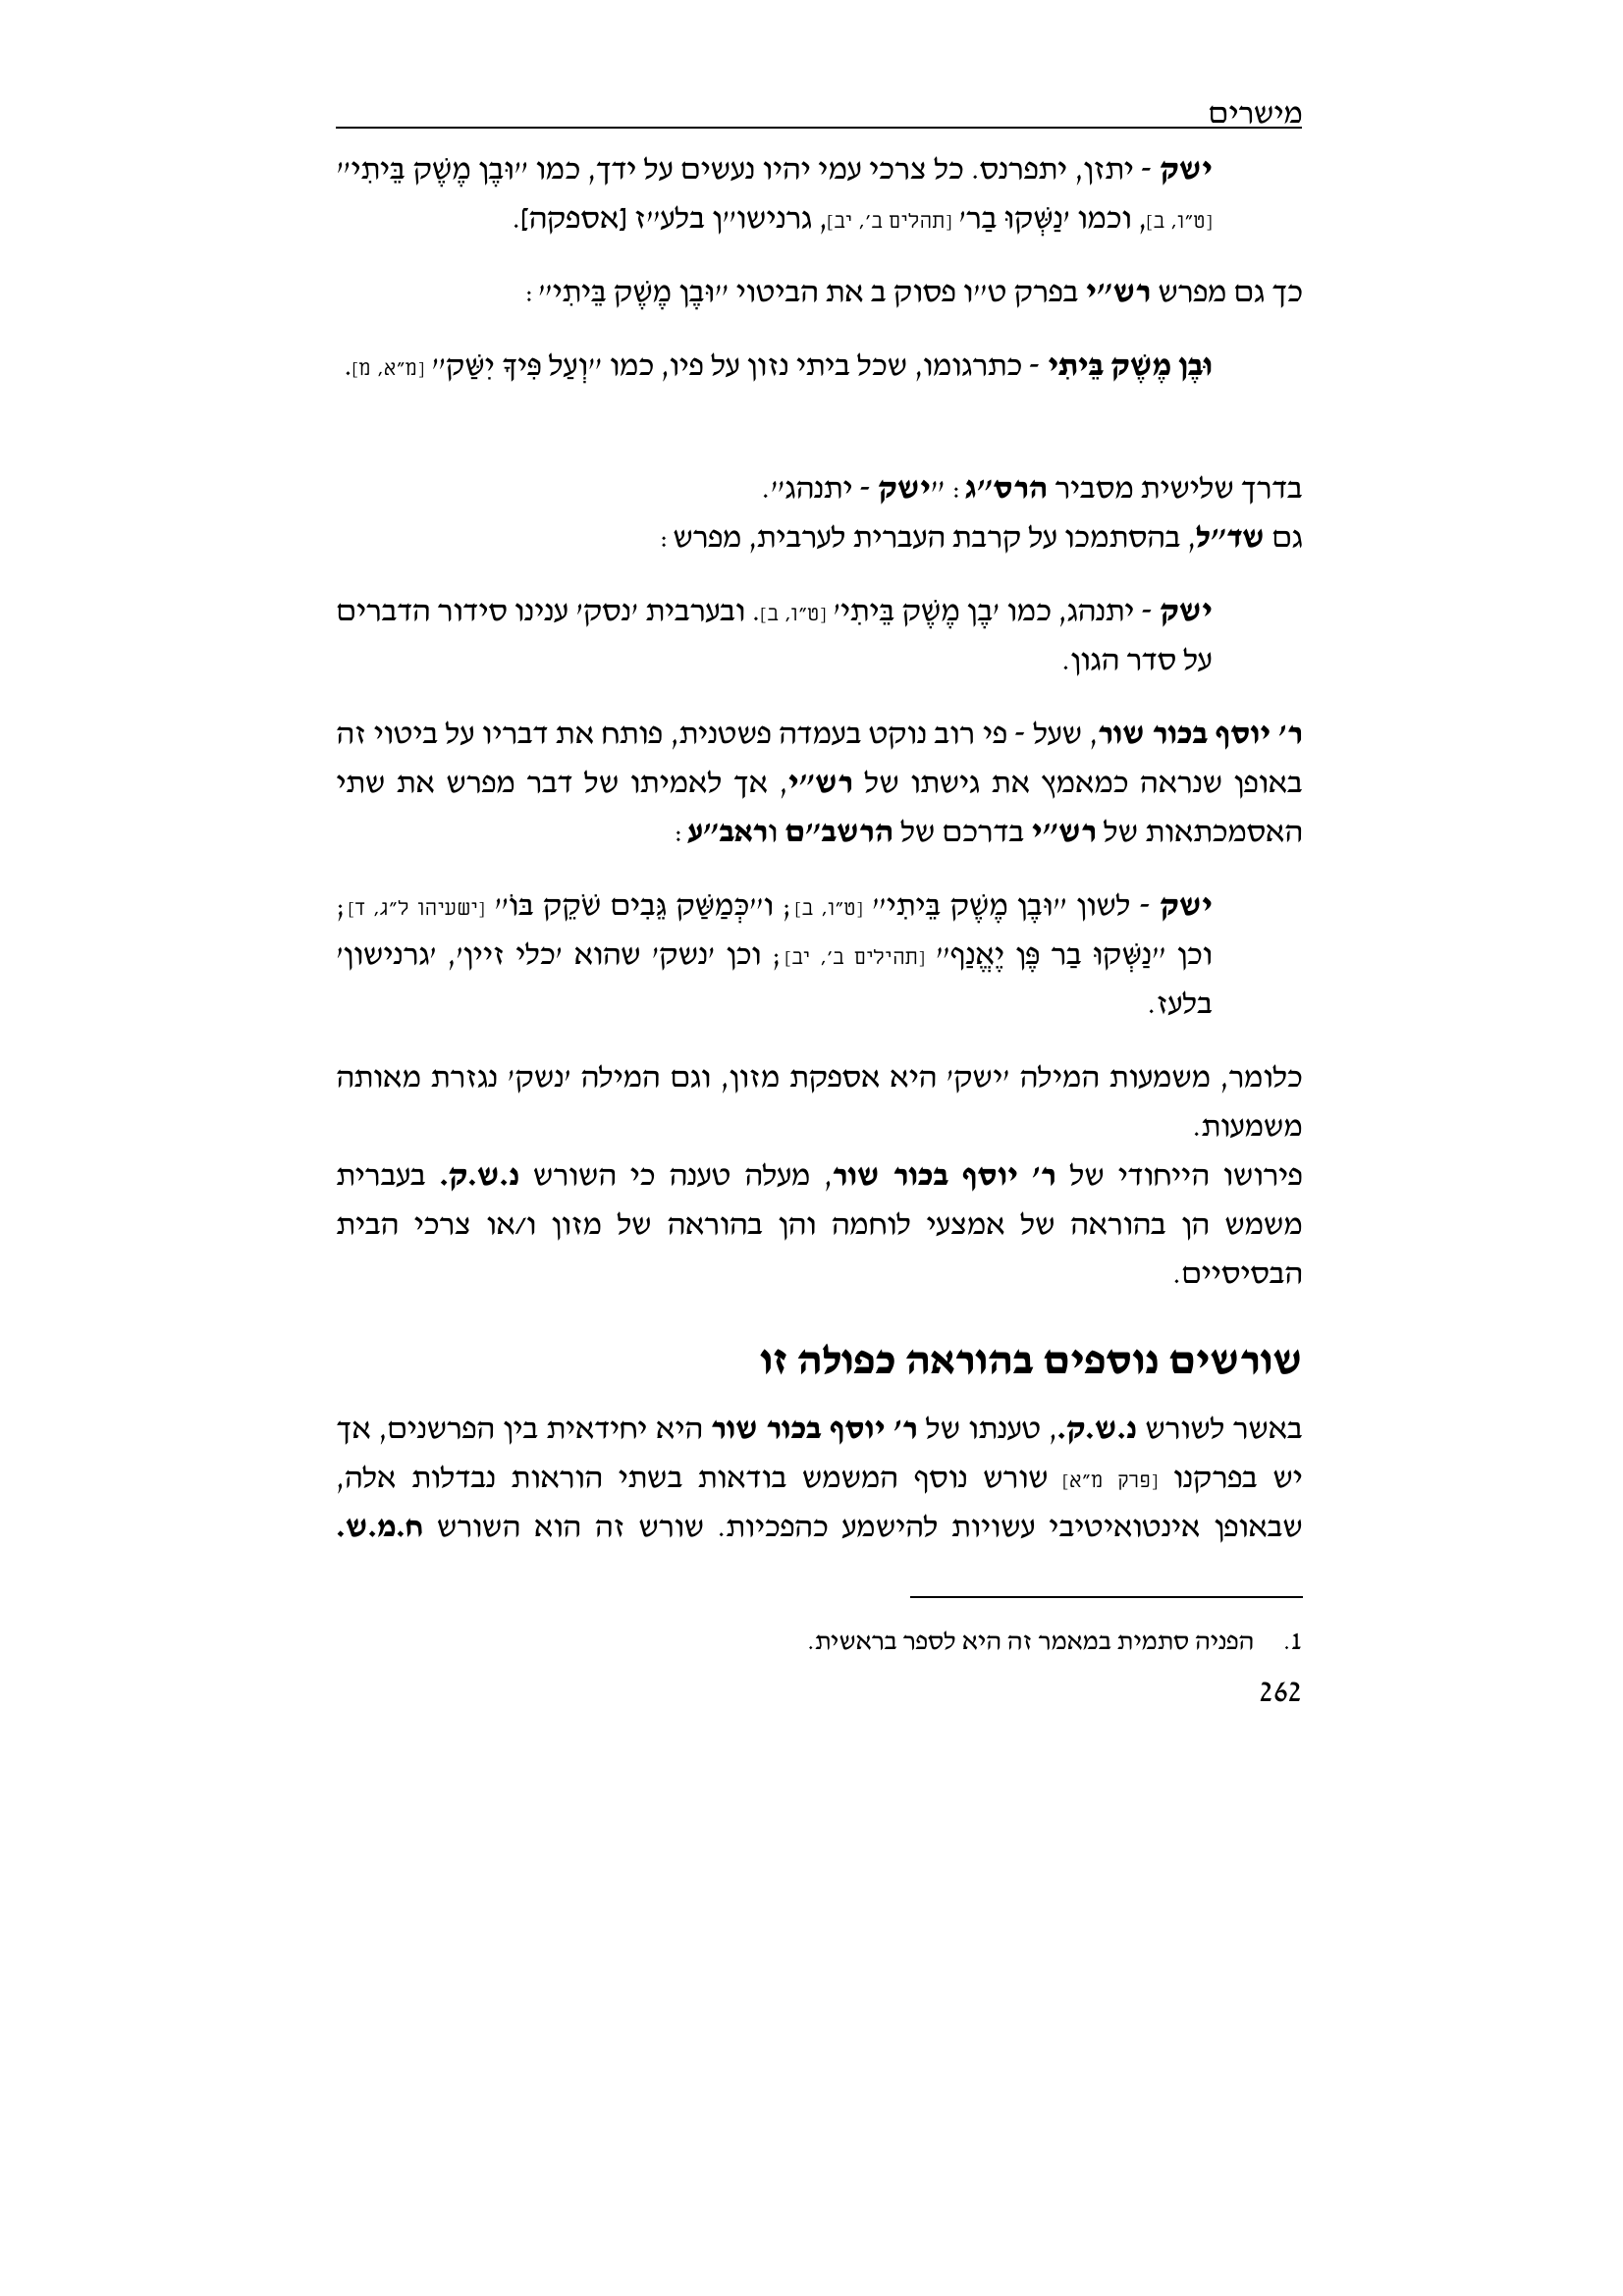 מישרים
ישק - יתזן, יתפרנס. כל צרכי עמי יהיו נעשים על ידך, כמו "וּבֶן מֶשֶׁק בֵּיתִי"
[ט"ו, ב], וכמו 'נַשְּׁקוּ בַר' [תהלים ב', יב], גרנישו"ן בלע"ז [אספקה].
כך גם מפרש רש"י בפרק ט"ו פסוק ב את הביטוי "וּבֶן מֶשֶׁק בֵּיתִי":
וּבֶן מֶשֶׁק בֵּיתִי - כתרגומו, שכל ביתי נזון על פיו, כמו "וְעַל פִּיךָ יִשַּׁק" [מ"א, מ].
בדרך שלישית מסביר הרס"ג: "ישק - יתנהג".
גם שד"ל, בהסתמכו על קרבת העברית לערבית, מפרש:
ישק - יתנהג, כמו 'בֶן מֶשֶׁק בֵּיתִי' [ט"ו, ב]. ובערבית 'נסק' ענינו סידור הדברים
על סדר הגון.
ר' יוסף בכור שור, שעל - פי רוב נוקט בעמדה פשטנית, פותח את דבריו על ביטוי זה
באופן שנראה כמאמץ את גישתו של רש"י, אך לאמיתו של דבר מפרש את שתי
האסמכתאות של רש"י בדרכם של הרשב"ם וראב"ע:
ישק - לשון "וּבֶן מֶשֶׁק בֵּיתִי" [ט"ו, ב]; ו"כְּמַשַּׁק גֵּבִים שֹׁקֵק בּוֹ" [ישעיהו ל"ג, ד];
וכן "נַשְּׁקוּ בַר פֶּן יֶאֱנַף" [תהילים ב', יב]; וכן 'נשק' שהוא 'כלי זיין', 'גרנישון'
בלעז.
כלומר, משמעות המילה 'ישק' היא אספקת מזון, וגם המילה 'נשק' נגזרת מאותה
משמעות.
פירושו הייחודי של ר' יוסף בכור שור, מעלה טענה כי השורש נ.ש.ק. בעברית
משמש הן בהוראה של אמצעי לוחמה והן בהוראה של מזון ו/או צרכי הבית
הבסיסיים.
שורשים נוספים בהוראה כפולה זו
באשר לשורש נ.ש.ק., טענתו של ר' יוסף בכור שור היא יחידאית בין הפרשנים, אך
יש בפרקנו [פרק מ"א] שורש נוסף המשמש בודאות בשתי הוראות נבדלות אלה,
שבאופן אינטואיטיבי עשויות להישמע כהפכיות. שורש זה הוא השורש ח.מ.ש.
1. הפניה סתמית במאמר זה היא לספר בראשית.
262